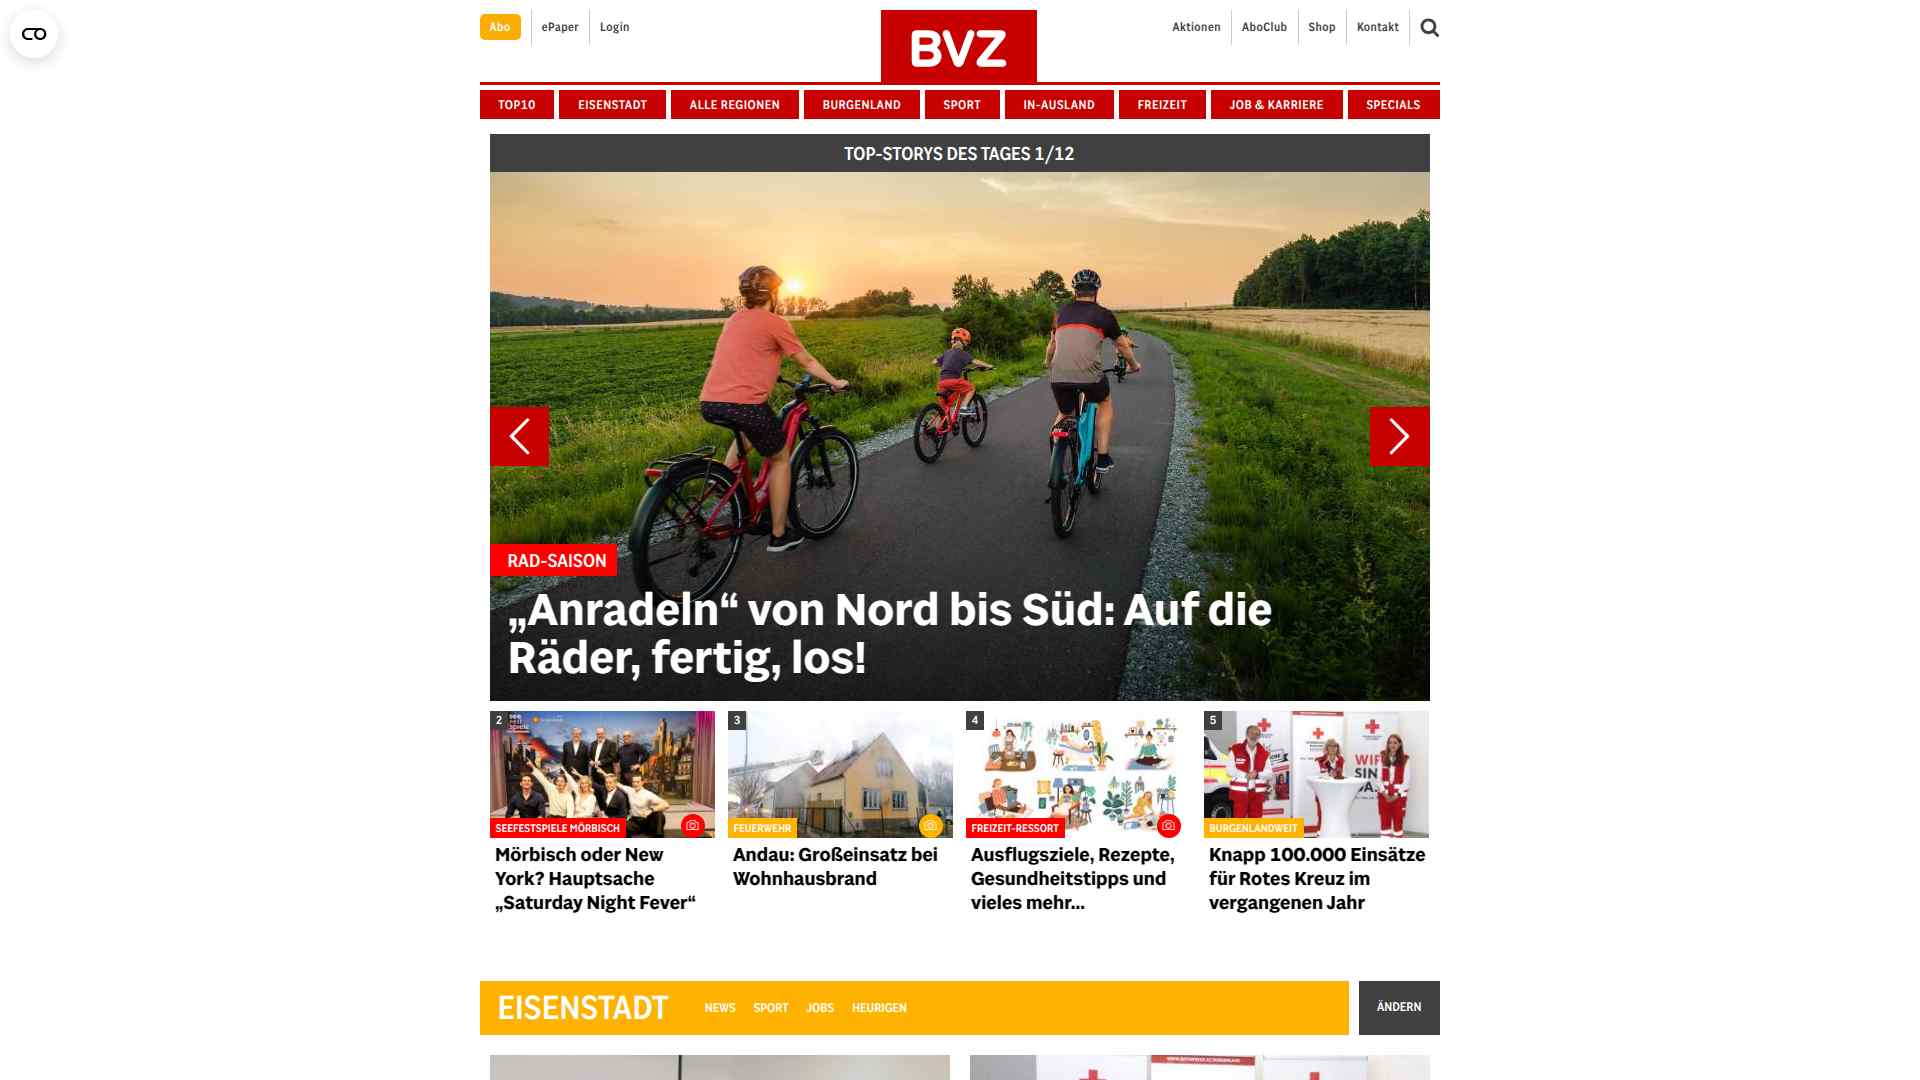 Abo
ePaper
Login
BVZ
Aktionen
AboClub
Shop
Kontakt
TOP10
EISENSTADT
ALLE REGIONEN
BURGENLAND
SPORT
IN-AUSLAND
FREIZEIT
JOB & KARRIERE
SPECIALS
TOP-STORYS DES TAGES 1/12
RAD-SAISON
„Anradeln“ von Nord bis Süd: Auf die
Räder, fertig, los!
2
SEEFESTSPIELE MÖRBISCH
Mörbisch oder New
York? Hauptsache
„Saturday Night Fever“
3
FEUERWEHR
Andau: Großeinsatz bei
Wohnhausbrand
4
FREIZEIT-RESSORT
Ausflugsziele, Rezepte,
Gesundheitstipps und
vieles mehr...
5
WIR
SIND
DA.
BURGENLANDWEIT
Knapp 100.000 Einsätze
für Rotes Kreuz im
vergangenen Jahr
EISENSTADT
NEWS
SPORT
JOBS
HEURIGEN
ÄNDERN